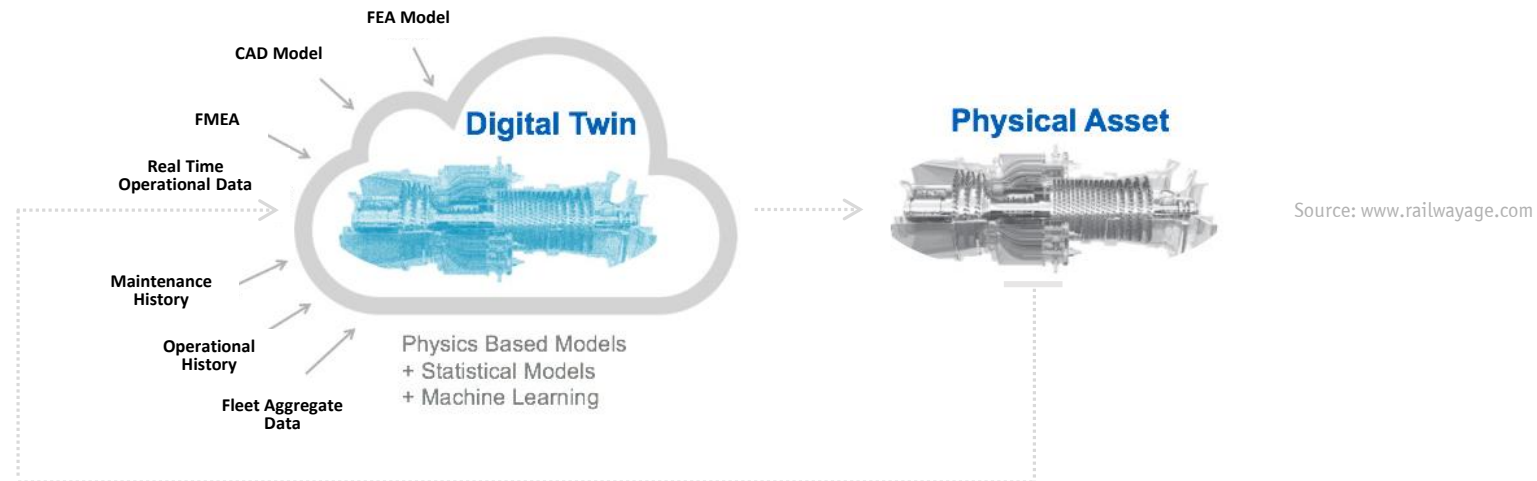 FEA Model
CAD Model
FMEA
Real Time
Operational Data
Maintenance
History
Operational
History
Fleet Aggregate
Data
Digital Twin
Physics Based Models
+ Statistical Models
+ Machine Learning
Physical Asset
Source: www.railwayage.com